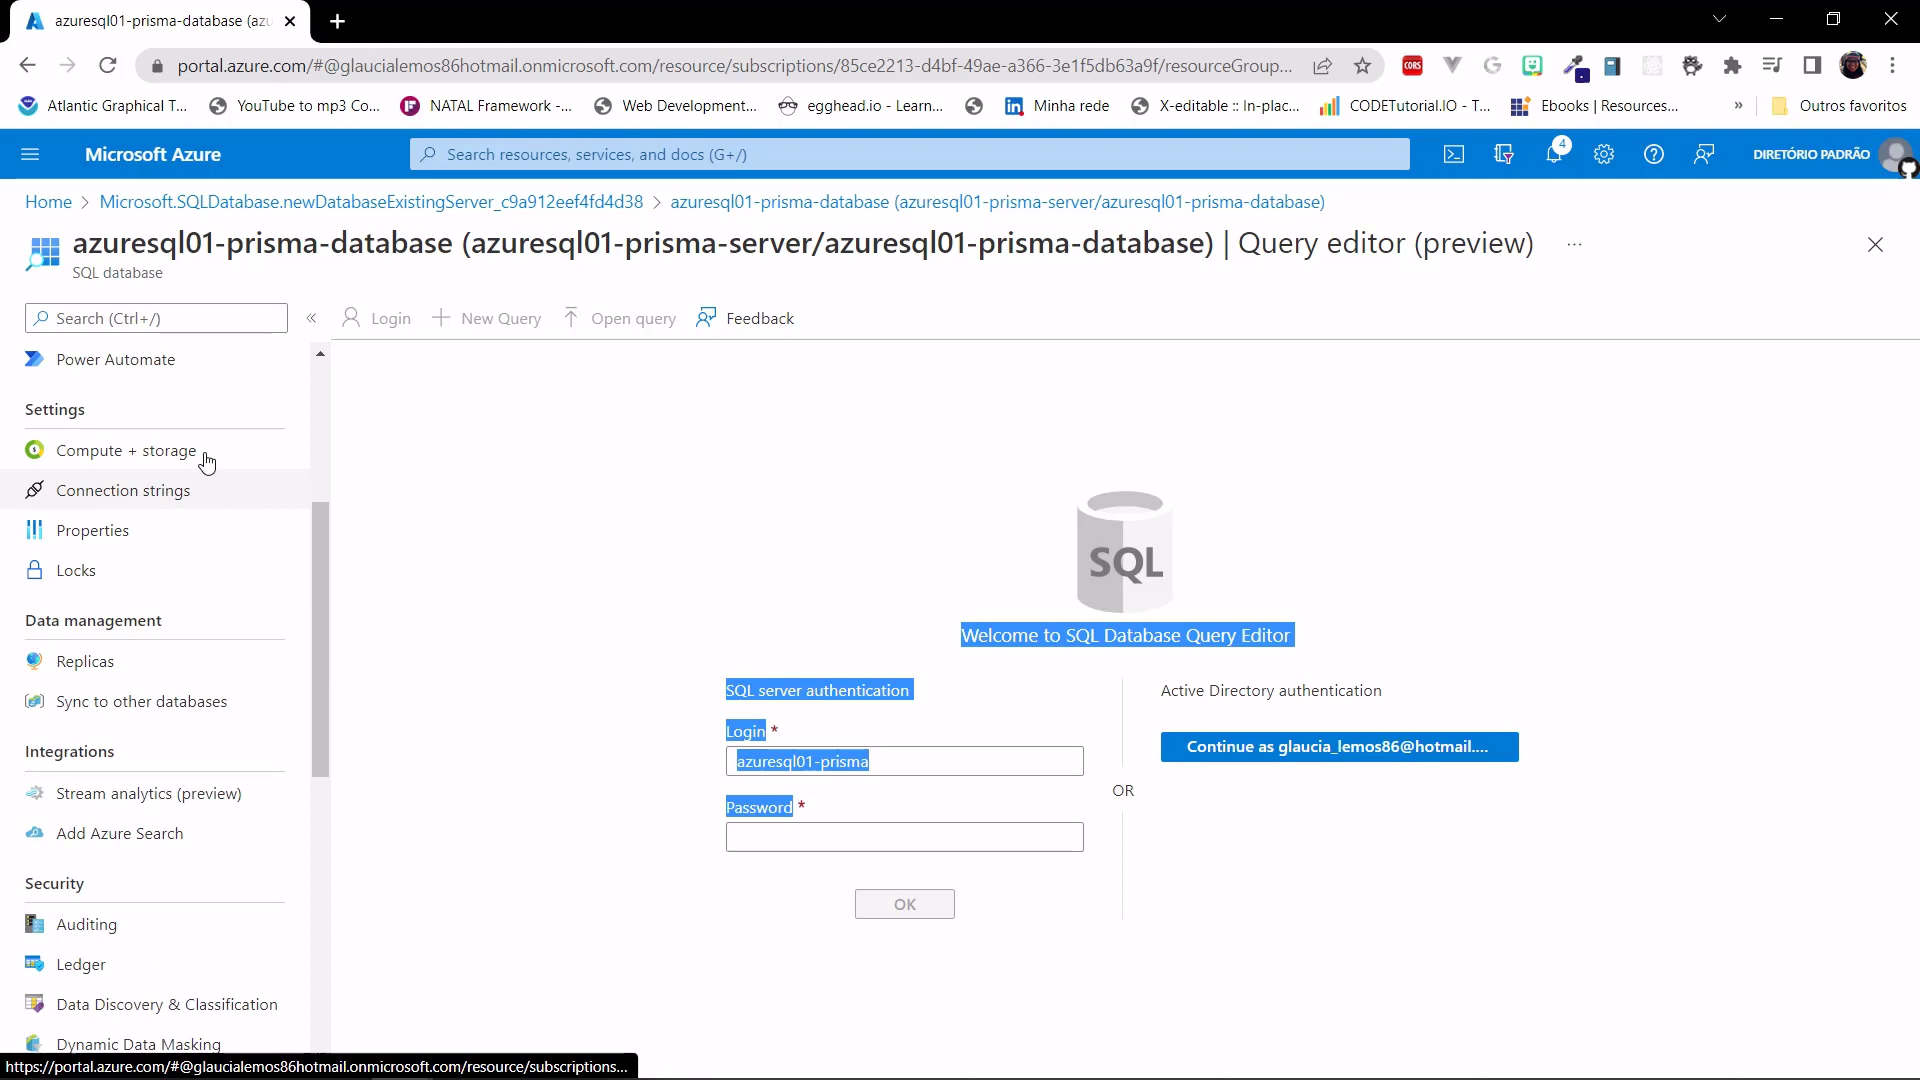 azuresql01-prisma-database (azu
portal.azure.com/#@glaucialemos86hotmail.onmicrosoft.com/resource/subscriptions/85ce2213-d4bf-49ae-a366-3e1f5db63a9f/resourceGroup...
CORS
Atlantic Graphical T...
YouTube to mp3 Co...
NATAL Framework -...
Web Development...
egghead.io - Learn...
Minha rede
X-editable :: In-plac...
CODETutorial.IO - T...
Ebooks | Resources...
»
Outros favoritos
Microsoft Azure
Search resources, services, and docs (G+/)
4
DIRETÓRIO PADRÃO
Home > Microsoft.SQLDatabase.newDatabaseExistingServer_c9a912eef4fd4d38 > azuresql01-prisma-database (azuresql01-prisma-server/azuresql01-prisma-database)
azuresql01-prisma-database (azuresql01-prisma-server/azuresql01-prisma-database) | Query editor (preview) ...
SQL database
Search (Ctrl+/)
«
Login
New Query
Open query
Feedback
Power Automate
Settings
Compute + storage
Connection strings
Properties
Locks
Data management
Replicas
Sync to other databases
Integrations
Stream analytics (preview)
Add Azure Search
Security
Auditing
Ledger
Data Discovery & Classification
Dynamic Data Masking
SQL
Welcome to SQL Database Query Editor
SQL server authentication
Login *
azuresql01-prisma
Password *
OK
OR
Active Directory authentication
Continue as glaucia_lemos86@hotmail....
https://portal.azure.com/#@glaucialemos86hotmail.onmicrosoft.com/resource/subscriptions...